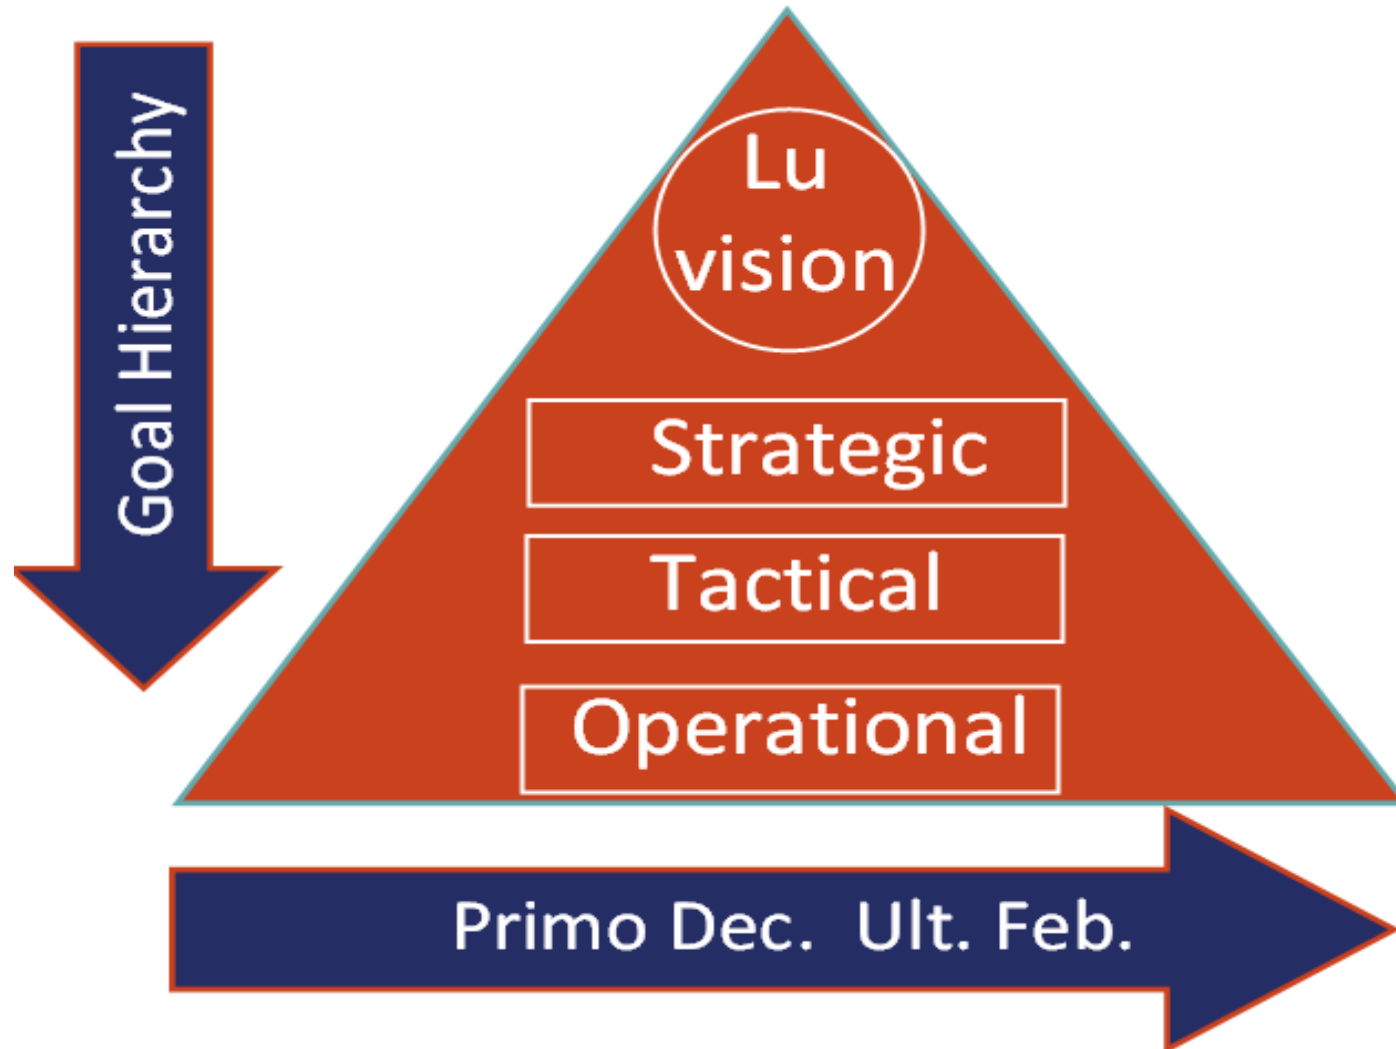 Goal Hierarchy
Lu
vision
Strategic
Tactical
Operational
Primo Dec.  Ult. Feb.